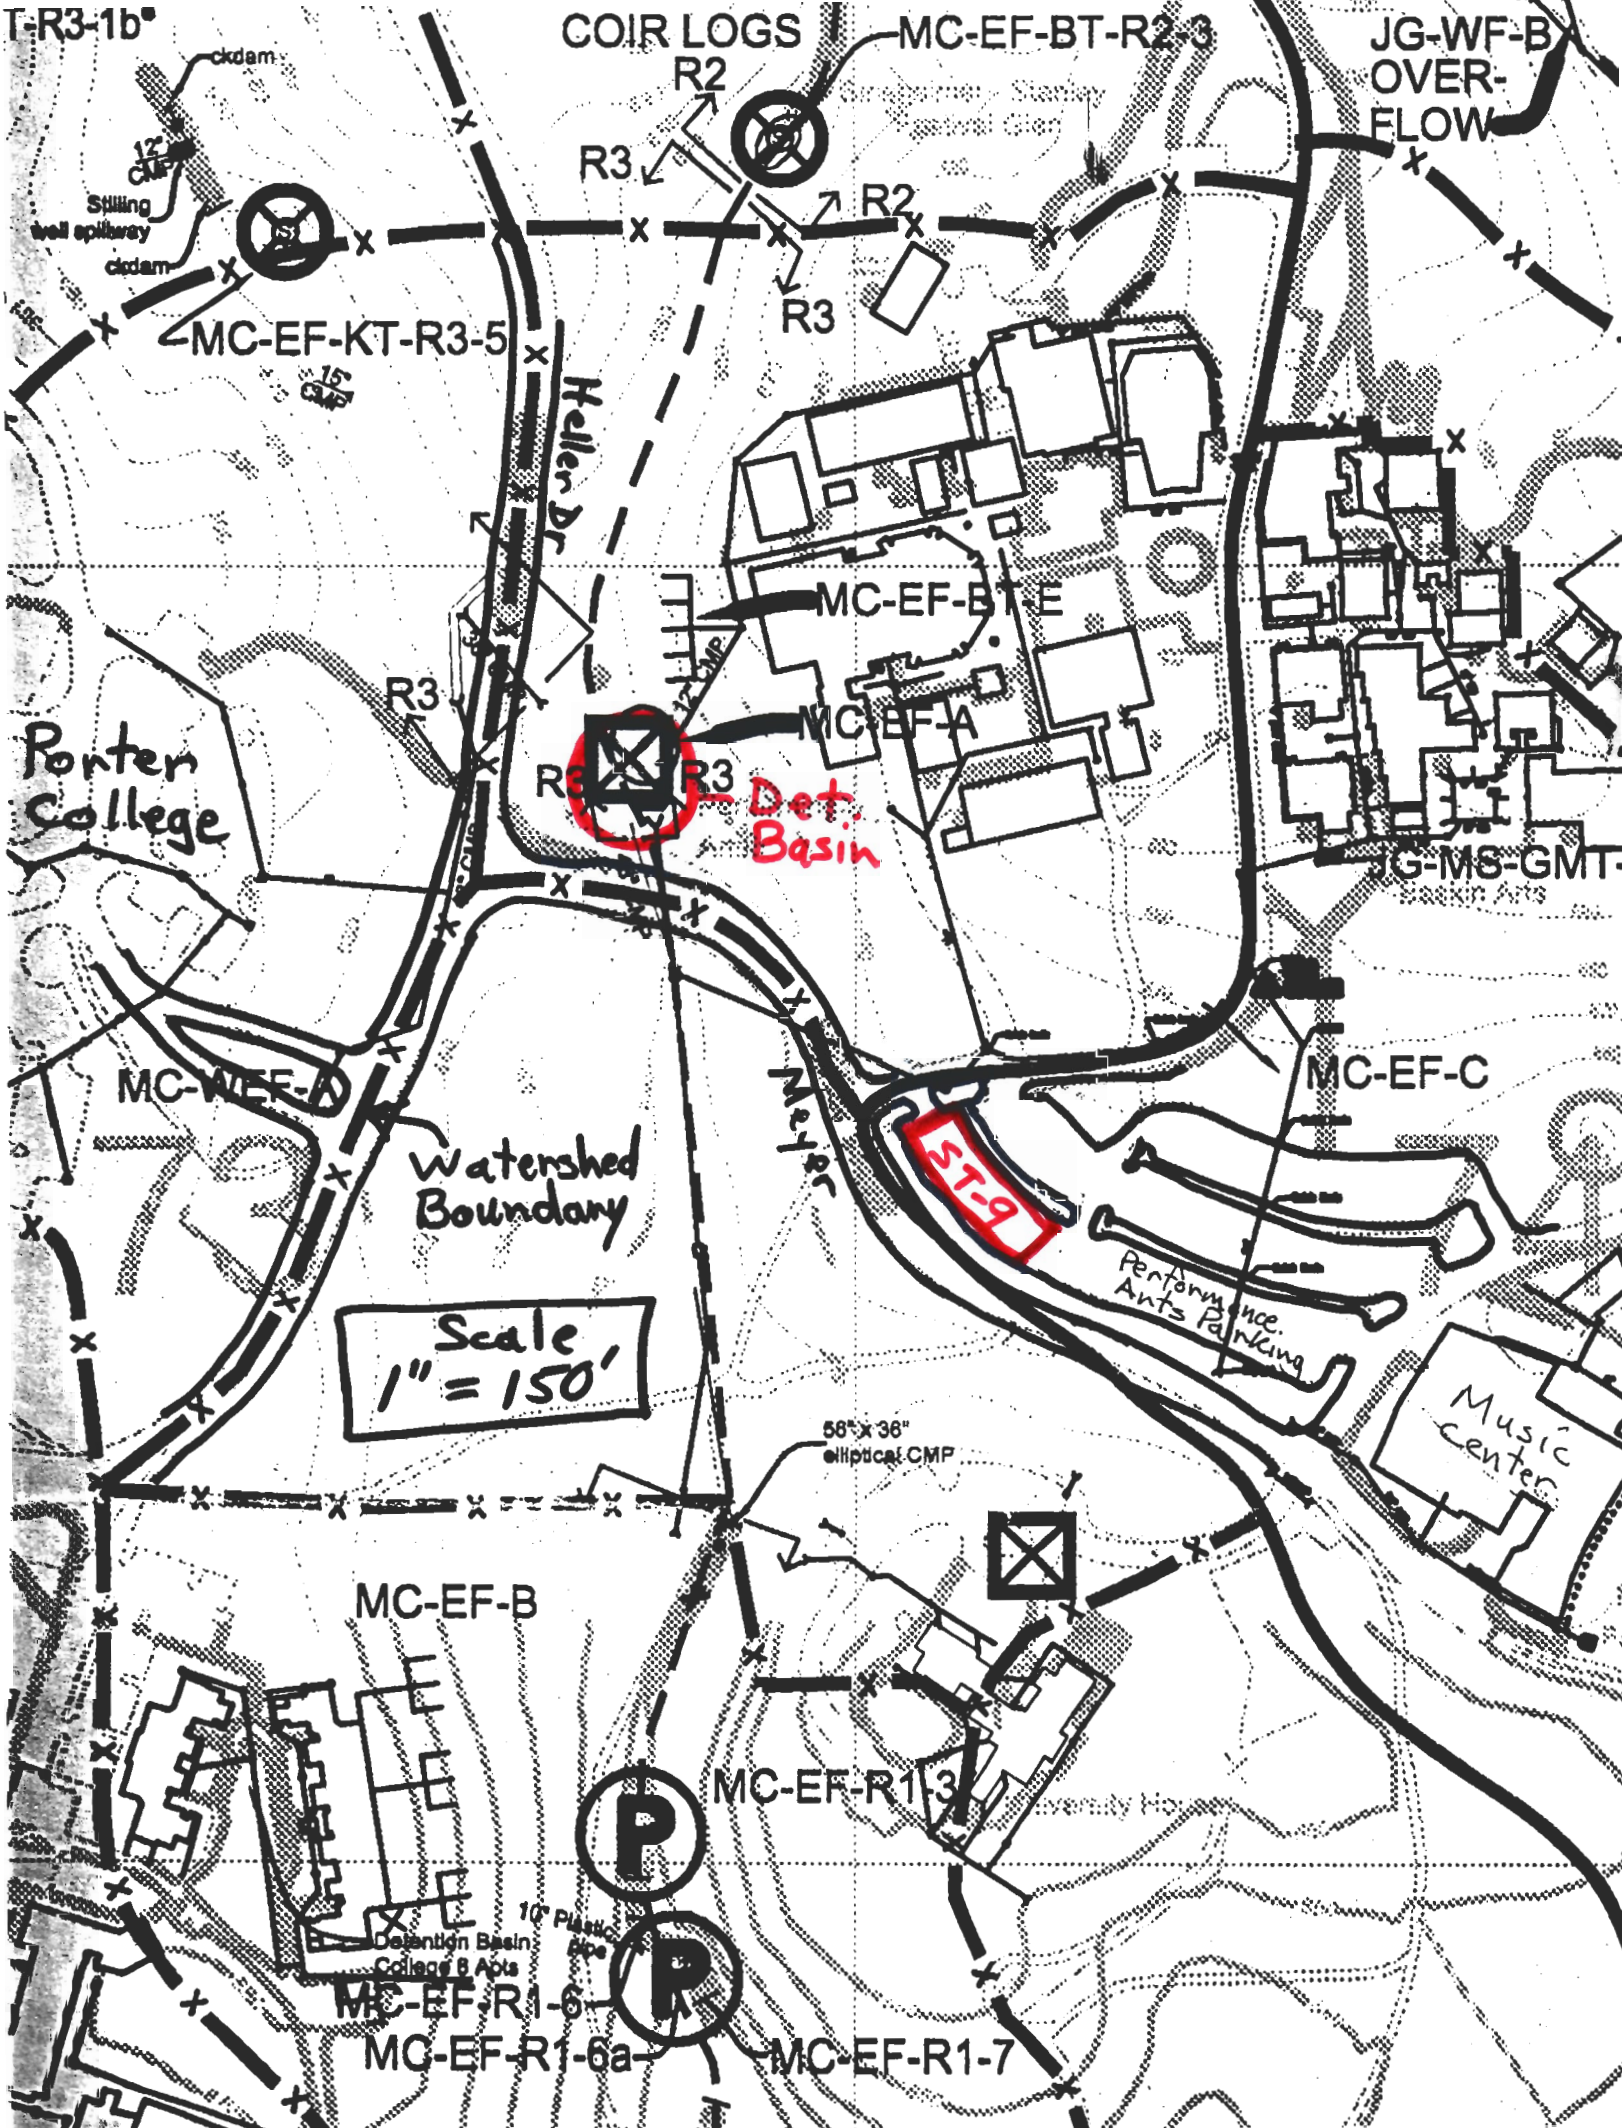 T-R3-1b"
ckdam
12"
CMP
Stilling
well spillway
ckdam
MC-EF-KT-R3-5
15"
CMP
COIR LOGS
R2
R3
MC-EF-BT-R2-3
R2
R3
JG-WF-B
OVER-
FLOW
Heller Dr
MC-EF-BT-E
12" CMP
MC-EF-A
R3
R3
R3
Det.
Basin
Porter
College
JG-MS-GMT-
MC-WEF-A
Watershed
Boundary
Meyer
ST-9
MC-EF-C
Performance
Arts Parking
Music
Center
Scale
1" = 150'
58" x 36"
elliptical CMP
MC-EF-B
MC-EF-R1-3
P
10" Plastic
Pipe
Detention Basin
College 8 Apts
MC-EF-R1-6
MC-EF-R1-6a
R
MC-EF-R1-7